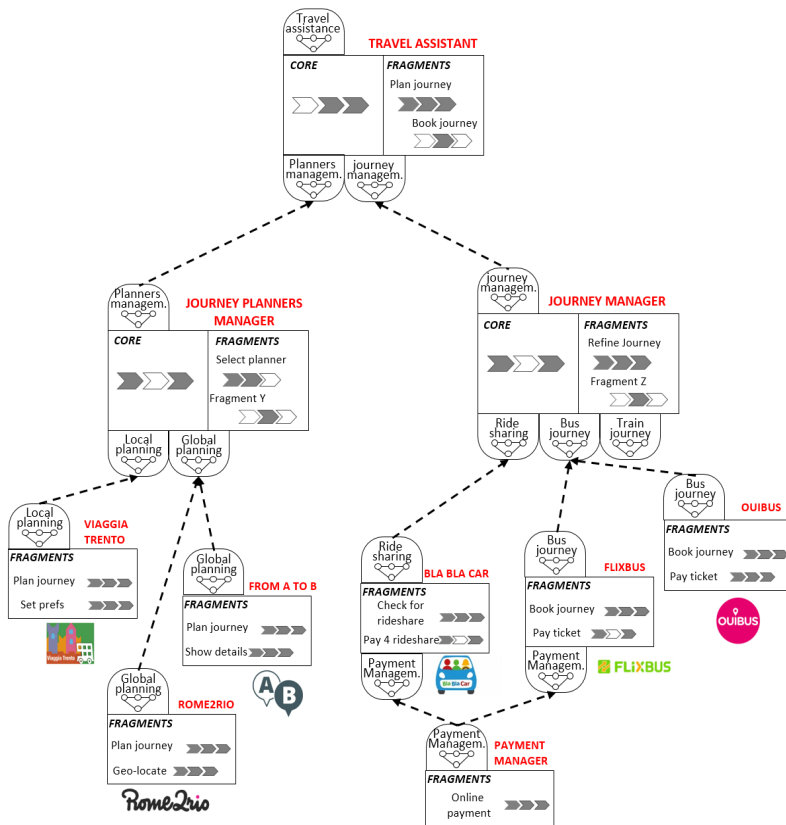 Travel
assistance
TRAVEL ASSISTANT
CORE
FRAGMENTS
Plan journey
Book journey
Planners
managem.
journey
managem.
Planners
managem.
JOURNEY PLANNERS
MANAGER
CORE
FRAGMENTS
Select planner
Fragment Y
Local
planning
Global
planning
journey
managem.
JOURNEY MANAGER
CORE
FRAGMENTS
Refine Journey
Fragment Z
Ride
sharing
Bus
journey
Train
journey
Local
planning
VIAGGIA
TRENTO
FRAGMENTS
Plan journey
Set prefs
Viaggia Trento
Global
planning
FROM A TO B
FRAGMENTS
Plan journey
Show details
A
B
Global
planning
ROME2RIO
FRAGMENTS
Plan journey
Geo-locate
Rome2rio
Ride
sharing
BLA BLA CAR
FRAGMENTS
Check for
rideshare
Pay 4 rideshare
Payment
Managem.
Bla Bla Car
Bus
journey
FLIXBUS
FRAGMENTS
Book journey
Pay ticket
Payment
Managem.
FLiXBUS
Bus
journey
OUIBUS
FRAGMENTS
Book journey
Pay ticket
OUIBUS
Payment
Managem.
PAYMENT
MANAGER
FRAGMENTS
Online
payment